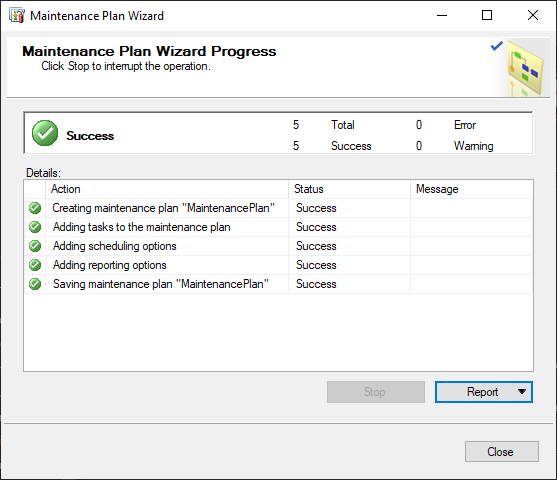 Maintenance Plan Wizard
Maintenance Plan Wizard Progress
Click Stop to interrupt the operation.
Success
5 Total 0 Error
5 Success 0 Warning
Details:
Action Status Message
Creating maintenance plan "MaintenancePlan" Success
Adding tasks to the maintenance plan Success
Adding scheduling options Success
Adding reporting options Success
Saving maintenance plan "MaintenancePlan" Success
Stop Report
Close